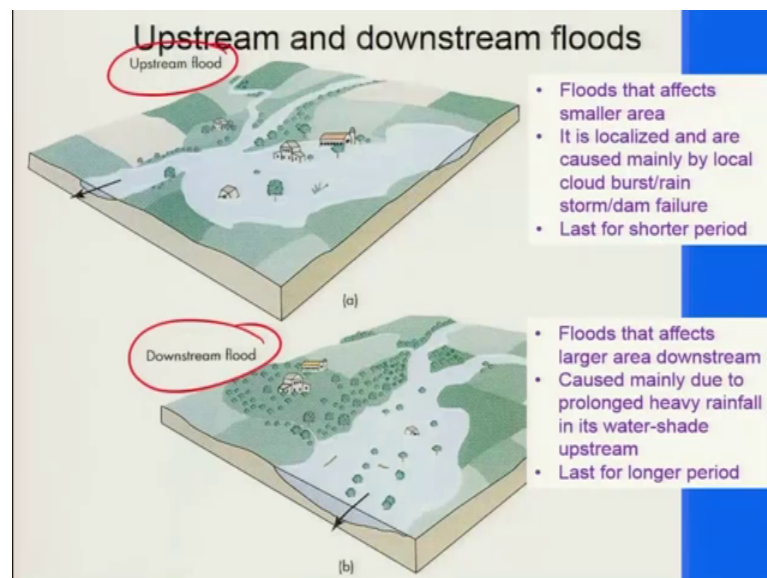 Upstream and downstream floods
Upstream flood
• Floods that affects
smaller area
• It is localized and are
caused mainly by local
cloud burst/rain
storm/dam failure
• Last for shorter period
(a)
Downstream flood
• Floods that affects
larger area downstream
• Caused mainly due to
prolonged heavy rainfall
in its water-shade
upstream
• Last for longer period
(b)